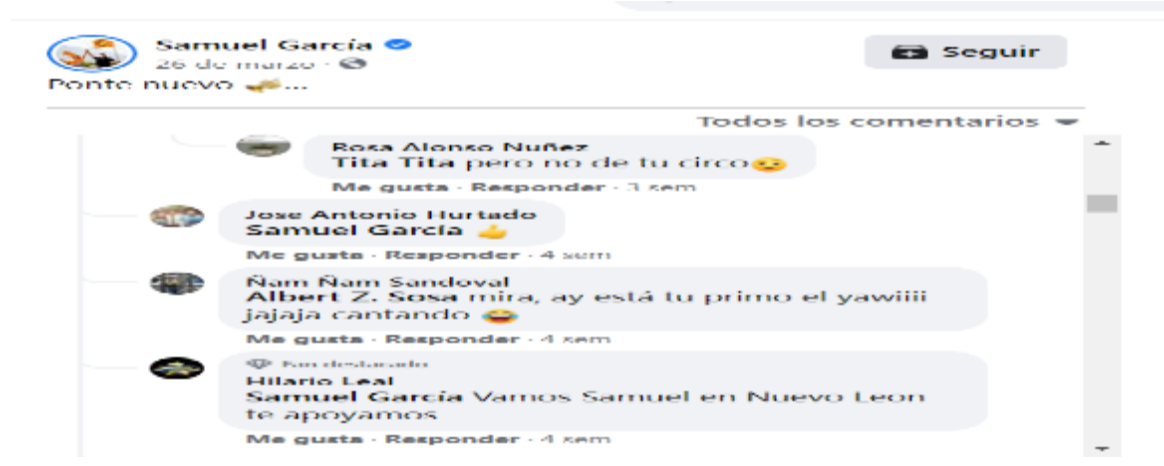 Samuel García
26 de marzo ·
Ponte nuevo 🎺...
Seguir
Todos los comentarios
Rosa Alonso Nuñez
Tita Tita pero no de tu circo😟
Me gusta · Responder · 3 sem
Jose Antonio Hurtado
Samuel García 👍
Me gusta · Responder · 4 sem
Ñam Ñam Sandoval
Albert Z. Sosa mira, ay está tu primo el yawiiii
jajaja cantando 😂
Me gusta · Responder · 4 sem
Fan destacado
Hilario Leal
Samuel García Vamos Samuel en Nuevo Leon
te apoyamos
Me gusta · Responder · 4 sem